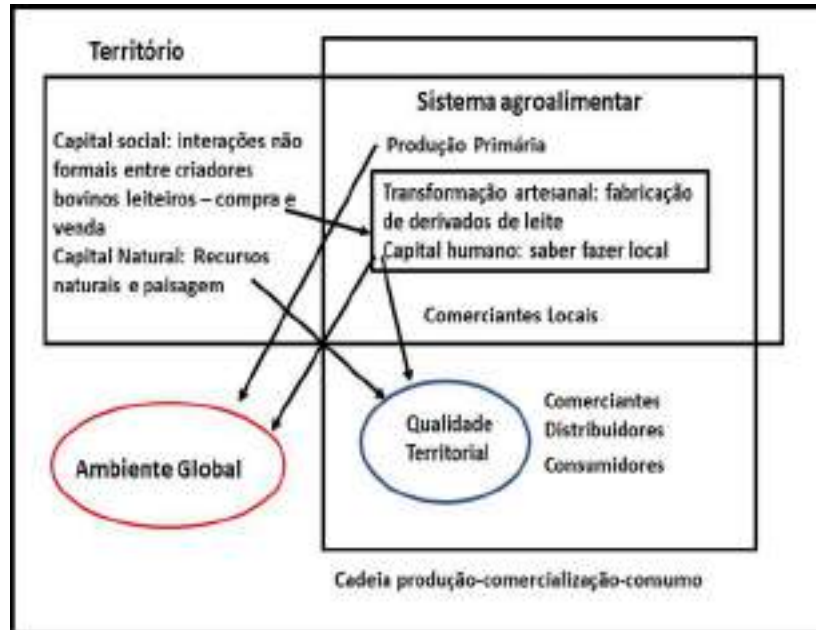 Território
Capital social: interações não
formais entre criadores
bovinos leiteiros – compra e
venda
Capital Natural: Recursos
naturais e paisagem
Sistema agroalimentar
Produção Primária
Transformação artesanal: fabricação
de derivados de leite
Capital humano: saber fazer local
Comerciantes Locais
Ambiente Global
Qualidade
Territorial
Comerciantes
Distribuidores
Consumidores
Cadeia produção-comercialização-consumo